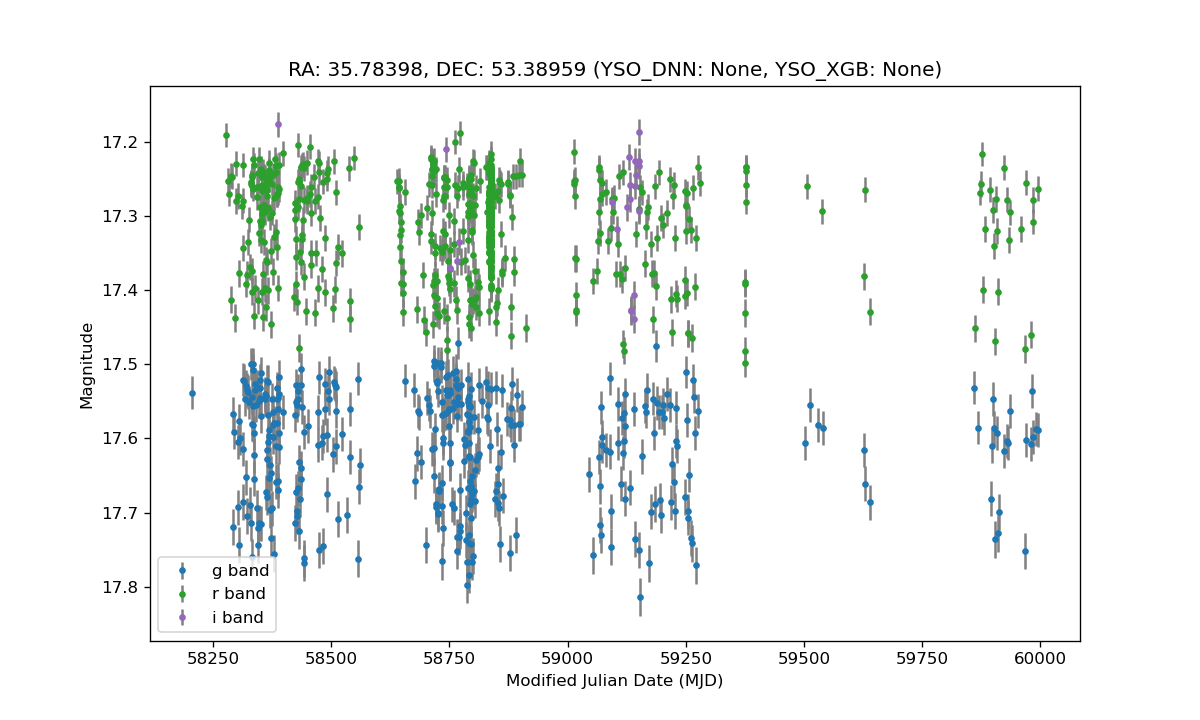 RA: 35.78398, DEC: 53.38959 (YSO_DNN: None, YSO_XGB: None)
17.2
17.3
17.4
17.5
17.6
17.7
17.8
Magnitude
g band
r band
i band
58250 58500 58750 59000 59250 59500 59750 60000
Modified Julian Date (MJD)